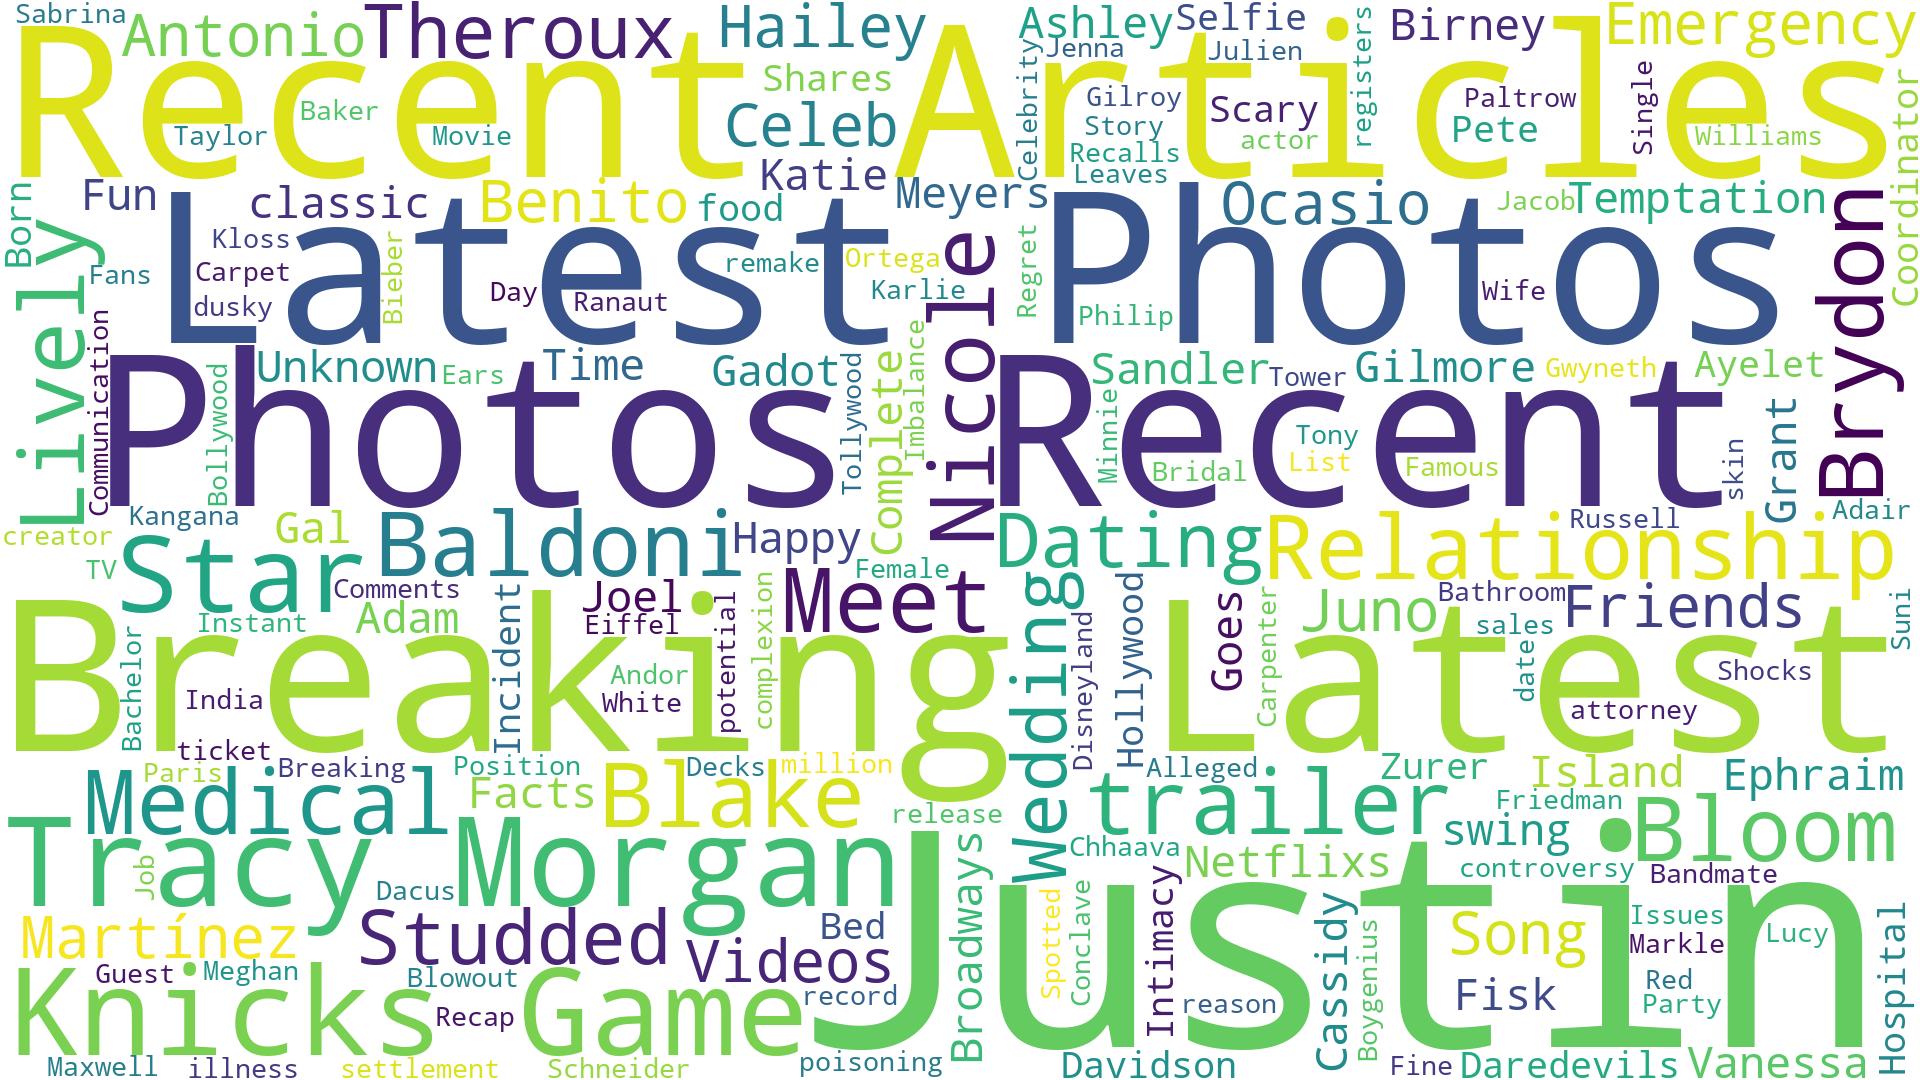 Sabrina
Antonio
Theroux
Hailey
Ashley
Selfie
Birney
Emergency
Recent
Articles
Jenna
Julien
Shares
Celebrity
registers
Single
Coordinator
Baker
Taylor
Movie
Celeb
Gilroy
Scary
Paltrow
Story
actor
Pete
Williams
Recalls
Katie
Leaves
Born
Fun
classic
Benito
food
Meyers
Ocasio
Jacob
Temptation
Lively
Latest
Photos
Brydon
Kloss
Bieber
Nicole
Regret
Fans
Carpet
remake
Ortega
dusky
Day
Ranaut
Karlie
Wife
Philip
Communication
Bollywood
Unknown
Ears
Time
Gadot
Tollywood
Complete
Imbalance
Sandler
Tower
Gilmore
Gwyneth
Ayelet
Photos
Recent
Minnie
Tony
List
Bridal
Famous
skin
Grant
Kangana
Gal
Baldoni
Happy
Dating
Relationship
Russell
Adair
creator
TV
Star
Comments
Female
Meet
Joel
Eiffel
Bathroom
Friends
Juno
sales
Suni
Instant
Adam
Incident
potential
complexion
Wedding
Disneyland
Hollywood
Goes
Carpenter
date
Breaking
Latest
Bachelor
India
Andor
White
Shocks
attorney
ticket
Paris
Breaking
Position
Decks
million
Alleged
Zurer
Island
Ephraim
Medical
Facts
Blake
release
trailer
Friedman
swing
Bloom
Tracy
Morgan
Job
Dacus
Broadways
Chhaava
Netflixs
controversy
Bandmate
Justin
Martínez
Studded
Videos
Bed
Spotted
Conclave
Intimacy
Cassidy
Boygenius
Song
Issues
Markle
Lucy
Hospital
Guest
Meghan
Blowout
record
reason
Fisk
Red
Party
Knicks
Game
Recap
Maxwell
illness
settlement
Schneider
poisoning
Davidson
Fine
Daredevils
Vanessa